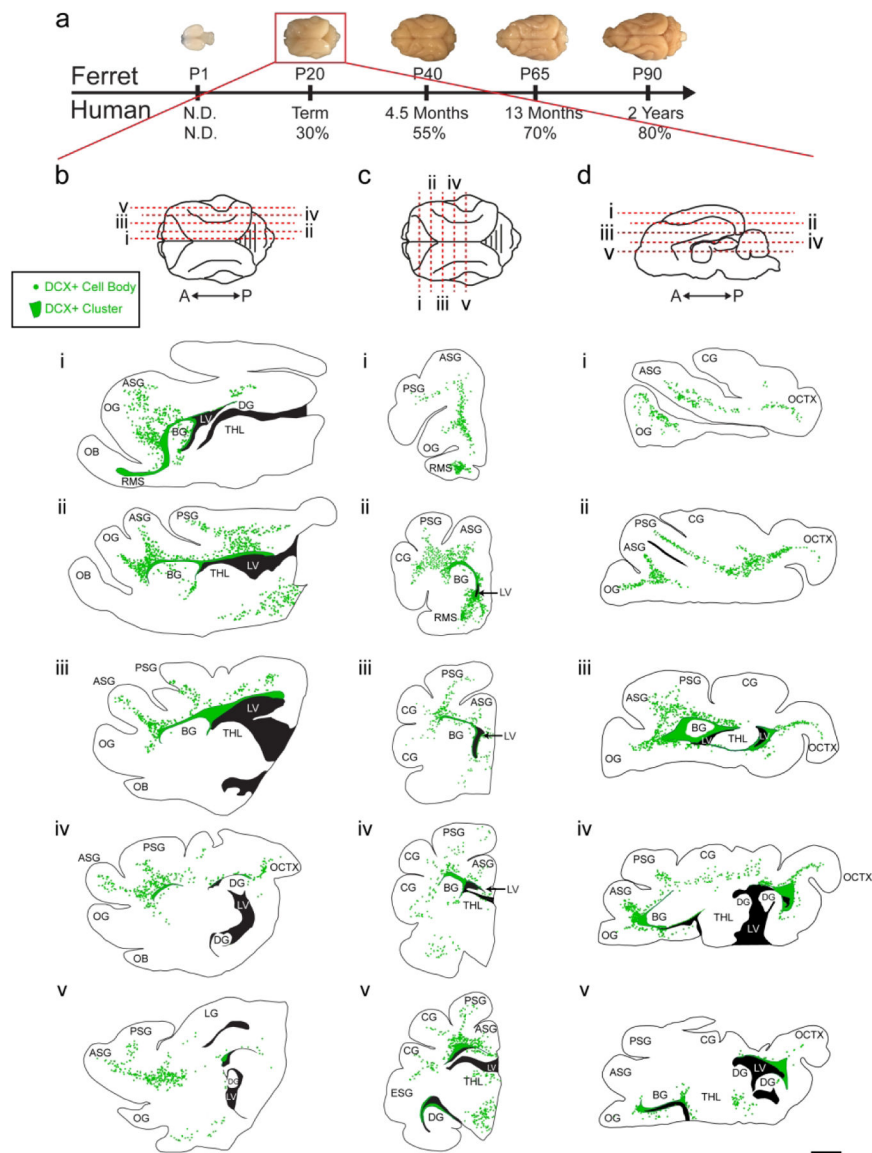 a
Ferret P1 P20 P40 P65 P90
Human N.D. Term 4.5 Months 13 Months 2 Years
N.D. 30% 55% 70% 80%
b c d
v iii i iv ii
ii iv
i iii v
i iii v ii iv
A P
A P
DCX+ Cell Body
DCX+ Cluster
i
ASG OG DG LV BG THL OB RMS
i
ASG PSG OG RMS
i
CG ASG OCTX OG
ii
ASG PSG OG OB BG THL LV
ii
PSG ASG CG BG LV RMS
ii
CG PSG ASG OCTX OG
iii
PSG ASG LV OG BG THL OB
iii
PSG ASG CG BG LV CG
iii
PSG CG ASG BG LV THL LV OG OCTX
iv
PSG ASG OCTX DG OG LV DG OB
iv
PSG CG ASG CG BG LV THL
iv
CG PSG OCTX ASG DG DG BG THL LV OG
v
LG PSG ASG DG LV OG
v
PSG CG ASG CG LV THL ESG DG
v
CG OCTX PSG LV ASG DG DG BG THL OG